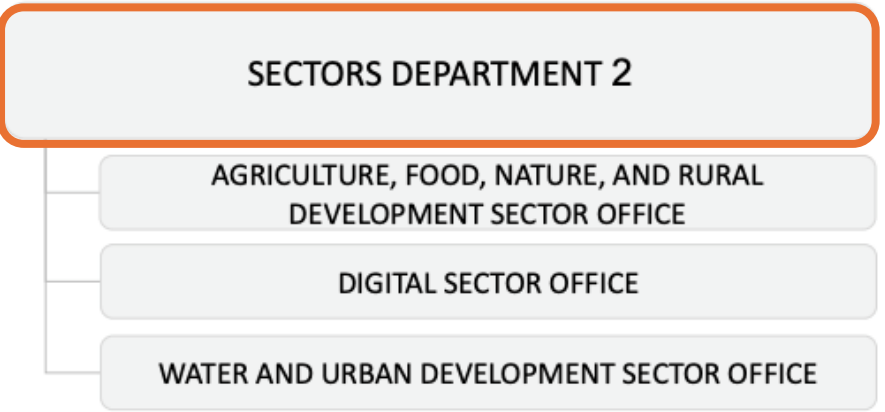 SECTORS DEPARTMENT 2
AGRICULTURE, FOOD, NATURE, AND RURAL
DEVELOPMENT SECTOR OFFICE
DIGITAL SECTOR OFFICE
WATER AND URBAN DEVELOPMENT SECTOR OFFICE